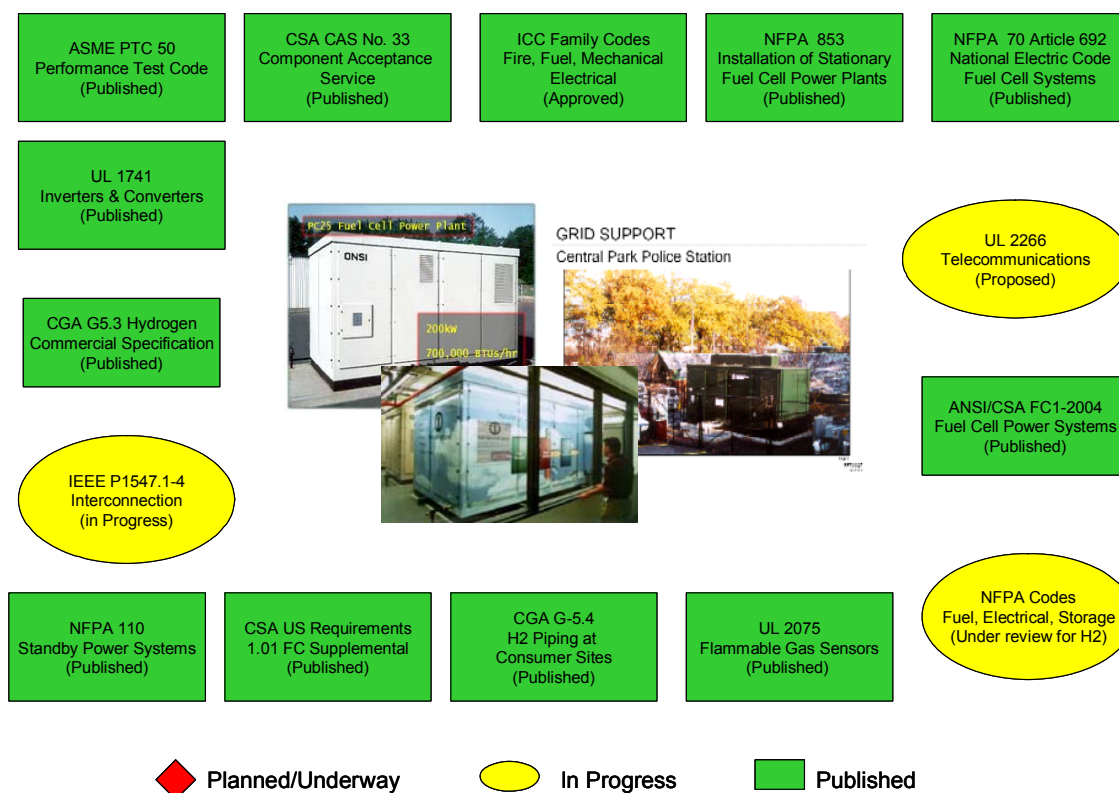 ASME PTC 50
Performance Test Code
(Published)
CSA CAS No. 33
Component Acceptance
Service
(Published)
ICC Family Codes
Fire, Fuel, Mechanical
Electrical
(Approved)
NFPA 853
Installation of Stationary
Fuel Cell Power Plants
(Published)
NFPA 70 Article 692
National Electric Code
Fuel Cell Systems
(Published)
UL 1741
Inverters & Converters
(Published)
PC25 Fuel Cell Power Plant
ONSI
200kW
700,000 BTUs/hr
GRID SUPPORT
Central Park Police Station
UL 2266
Telecommunications
(Proposed)
CGA G5.3 Hydrogen
Commercial Specification
(Published)
ANSI/CSA FC1-2004
Fuel Cell Power Systems
(Published)
IEEE P1547.1-4
Interconnection
(in Progress)
NFPA Codes
Fuel, Electrical, Storage
(Under review for H2)
NFPA 110
Standby Power Systems
(Published)
CSA US Requirements
1.01 FC Supplemental
(Published)
CGA G-5.4
H2 Piping at
Consumer Sites
(Published)
UL 2075
Flammable Gas Sensors
(Published)
Planned/Underway
In Progress
Published